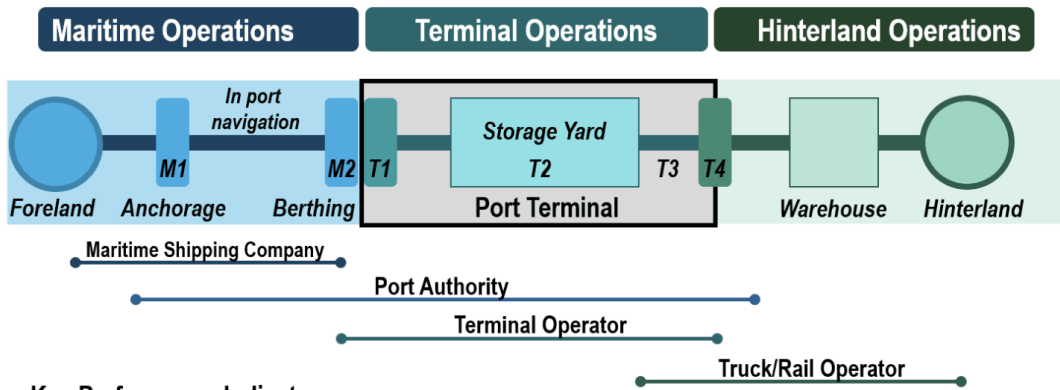 Maritime Operations
Terminal Operations
Hinterland Operations
In port
navigation
Storage Yard
M1
M2
T1
T2
T3
T4
Foreland
Anchorage
Berthing
Port Terminal
Warehouse
Hinterland
Maritime Shipping Company
Port Authority
Terminal Operator
Truck/Rail Operator